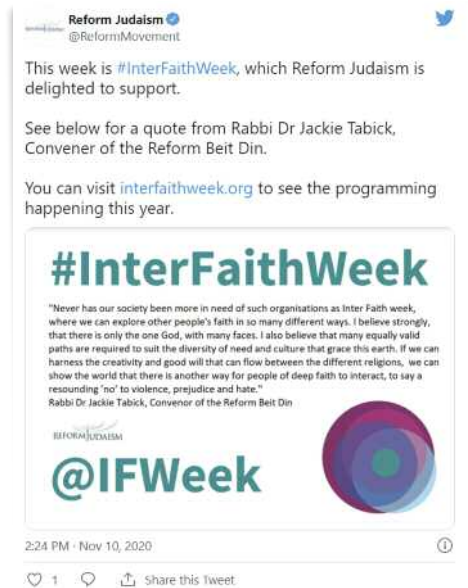 Reform Judaism
@ReformMovement
This week is #InterFaithWeek, which Reform Judaism is
delighted to support.
See below for a quote from Rabbi Dr Jackie Tabick,
Convener of the Reform Beit Din.
You can visit interfaithweek.org to see the programming
happening this year.
#InterFaithWeek
"Never has our society been more in need of such organisations as Inter Faith week,
where we can explore other people's faith in so many different ways. I believe strongly,
that there is only the one God, with many faces. I also believe that many equally valid
paths are required to suit the diversity of need and culture that grace this earth. If we can
harness the creativity and good will that can flow between the different religions, we can
show the world that there is another way for people of deep faith to interact, to say a
resounding 'no' to violence, prejudice and hate."
Rabbi Dr Jackie Tabick, Convenor of the Reform Beit Din
REFORM JUDAISM
@IFWeek
2:24 PM · Nov 10, 2020
1 Share this Tweet